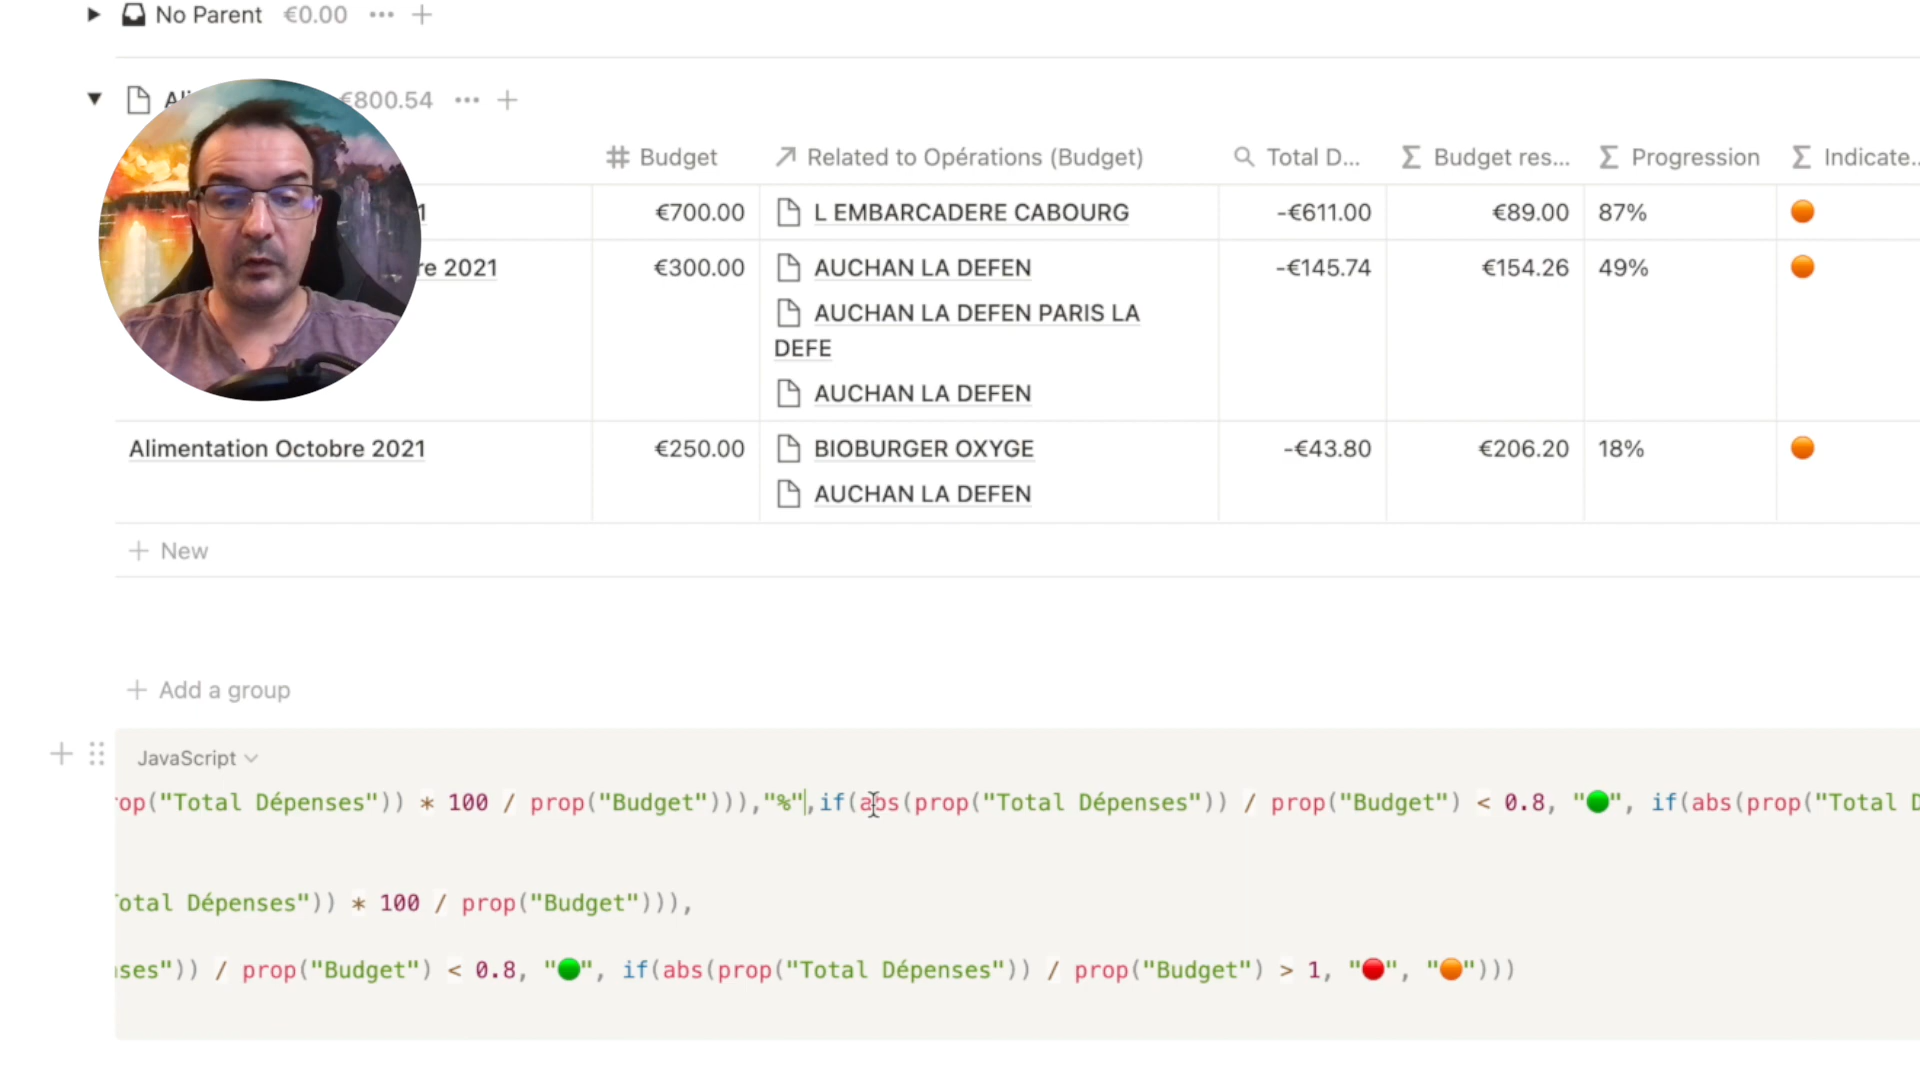 No Parent €0.00
€800.54
Budget Related to Opérations (Budget) Total D... Budget res... Progression Indicate...
1 €700.00 L EMBARCADERE CABOURG -€611.00 €89.00 87%
re 2021 €300.00 AUCHAN LA DEFEN -€145.74 €154.26 49%
AUCHAN LA DEFEN PARIS LA
DEFE
AUCHAN LA DEFEN
Alimentation Octobre 2021 €250.00 BIOBURGER OXYGE -€43.80 €206.20 18%
AUCHAN LA DEFEN
+ New
+ Add a group
JavaScript
rop("Total Dépenses")) * 100 / prop("Budget"))),"%",if(abs(prop("Total Dépenses")) / prop("Budget") < 0.8, "🟢", if(abs(prop("Total D
otal Dépenses")) * 100 / prop("Budget"))),
nses")) / prop("Budget") < 0.8, "🟢", if(abs(prop("Total Dépenses")) / prop("Budget") > 1, "🔴", "🟠")))